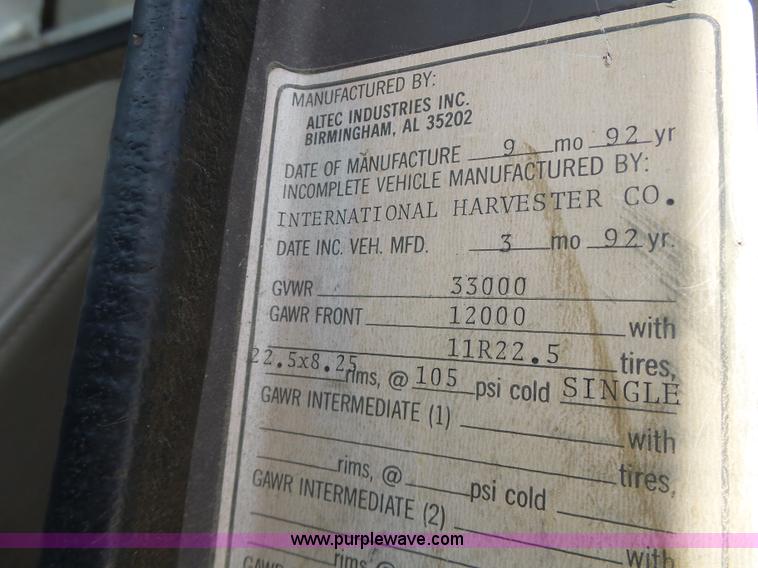 MANUFACTURED BY:
ALTEC INDUSTRIES INC.
BIRMINGHAM, AL 35202
DATE OF MANUFACTURE 9 mo 92 yr
INCOMPLETE VEHICLE MANUFACTURED BY:
INTERNATIONAL HARVESTER CO.
DATE INC. VEH. MFD. 3 mo 92 yr.
GVWR 33000
GAWR FRONT 12000 with
11R22.5 tires,
22.5x8.25 rims, @ 105 psi cold SINGLE
GAWR INTERMEDIATE (1) with
tires,
rims, @ psi cold
GAWR INTERMEDIATE (2) with
www.purplewave.com
GAWR rims @